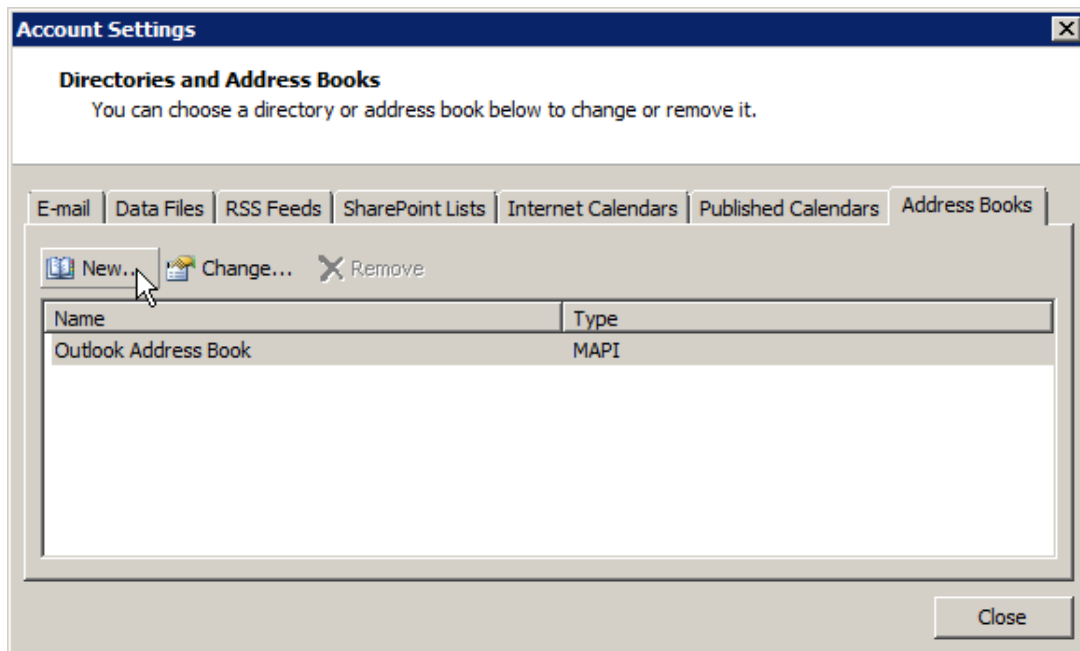 Account Settings
Directories and Address Books
You can choose a directory or address book below to change or remove it.
E-mail Data Files RSS Feeds SharePoint Lists Internet Calendars Published Calendars Address Books
New... Change... Remove
Name Type
Outlook Address Book MAPI
Close